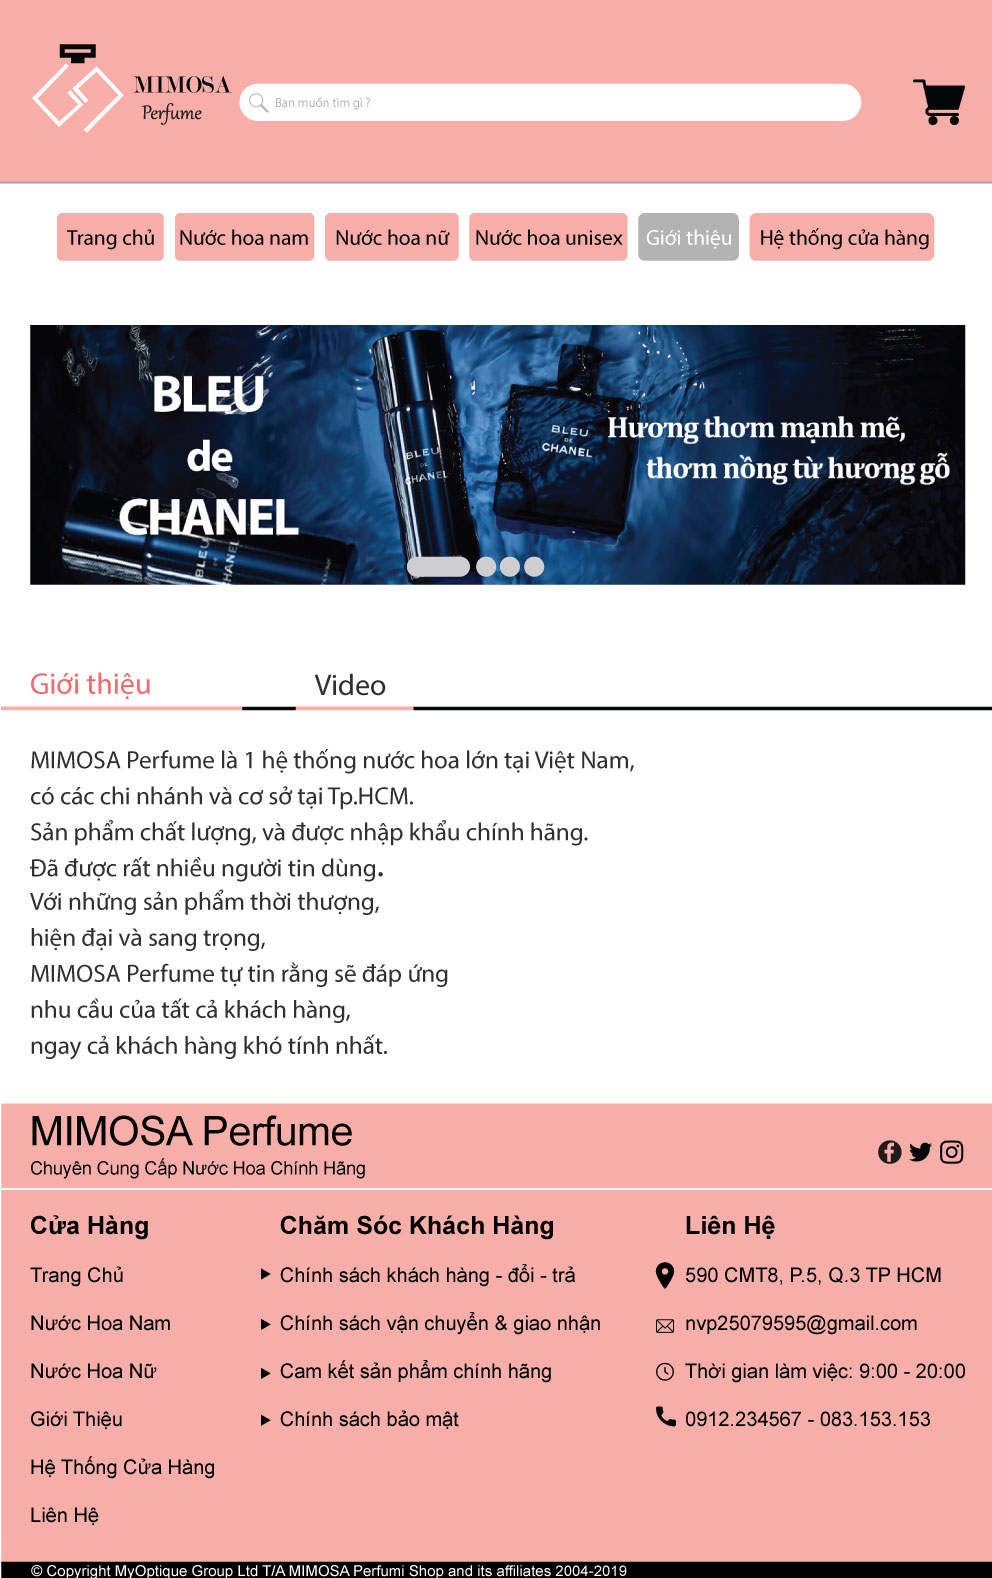 MIMOSA
Perfume
Bạn muốn tìm gì ?
Trang chủ
Nước hoa nam
Nước hoa nữ
Nước hoa unisex
Giới thiệu
Hệ thống cửa hàng
BLEU
de
CHANEL
BLEU
DE
CHANEL
BLEU
DE
CHANEL
BLEU
CHANEL
Hương thơm mạnh mẽ,
thơm nồng từ hương gỗ
Giới thiệu
Video
MIMOSA Perfume là 1 hệ thống nước hoa lớn tại Việt Nam,
có các chi nhánh và cơ sở tại Tp.HCM.
Sản phẩm chất lượng, và được nhập khẩu chính hãng.
Đã được rất nhiều người tin dùng.
Với những sản phẩm thời thượng,
hiện đại và sang trọng,
MIMOSA Perfume tự tin rằng sẽ đáp ứng
nhu cầu của tất cả khách hàng,
ngay cả khách hàng khó tính nhất.
MIMOSA Perfume
Chuyên Cung Cấp Nước Hoa Chính Hãng
Cửa Hàng
Trang Chủ
Nước Hoa Nam
Nước Hoa Nữ
Giới Thiệu
Hệ Thống Cửa Hàng
Liên Hệ
Chăm Sóc Khách Hàng
Chính sách khách hàng - đổi - trả
Chính sách vận chuyển & giao nhận
Cam kết sản phẩm chính hãng
Chính sách bảo mật
Liên Hệ
590 CMT8, P.5, Q.3 TP HCM
nvp25079595@gmail.com
Thời gian làm việc: 9:00 - 20:00
0912.234567 - 083.153.153
© Copyright MyOptique Group Ltd T/A MIMOSA Perfumi Shop and its affiliates 2004-2019